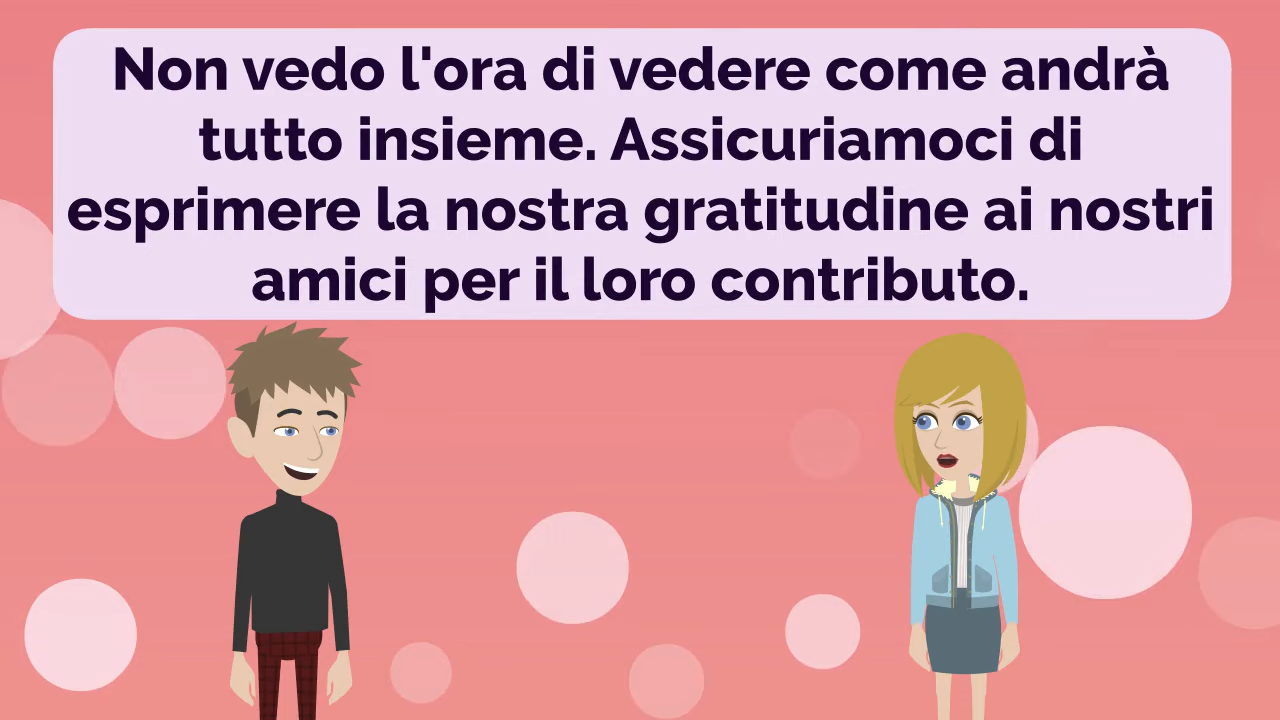 Non vedo l'ora di vedere come andrà
tutto insieme. Assicuriamoci di
esprimere la nostra gratitudine ai nostri
amici per il loro contributo.